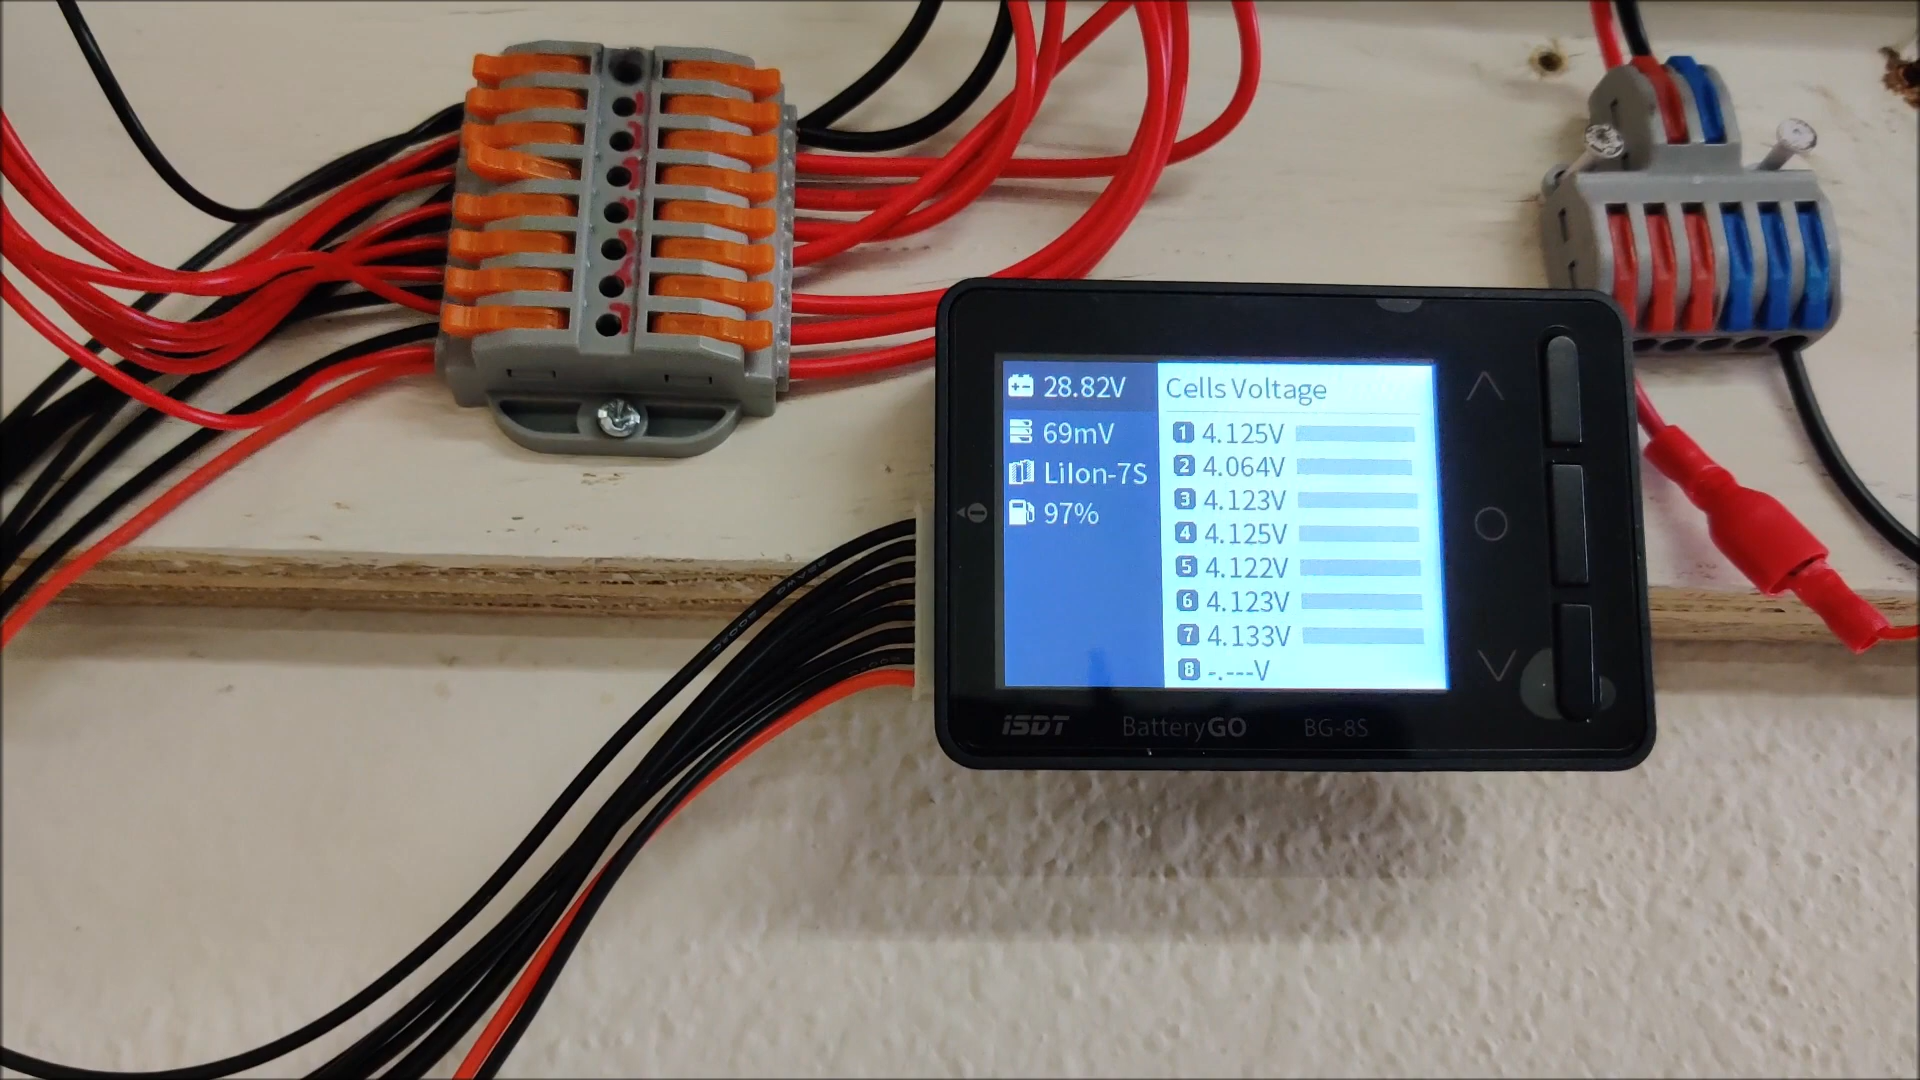 28.82V
69mV
LiIon-7S
97%
Cells Voltage
1 4.125V
2 4.064V
3 4.123V
4 4.125V
5 4.122V
6 4.123V
7 4.133V
8 -.---V
iSDT BatteryGO BG-8S